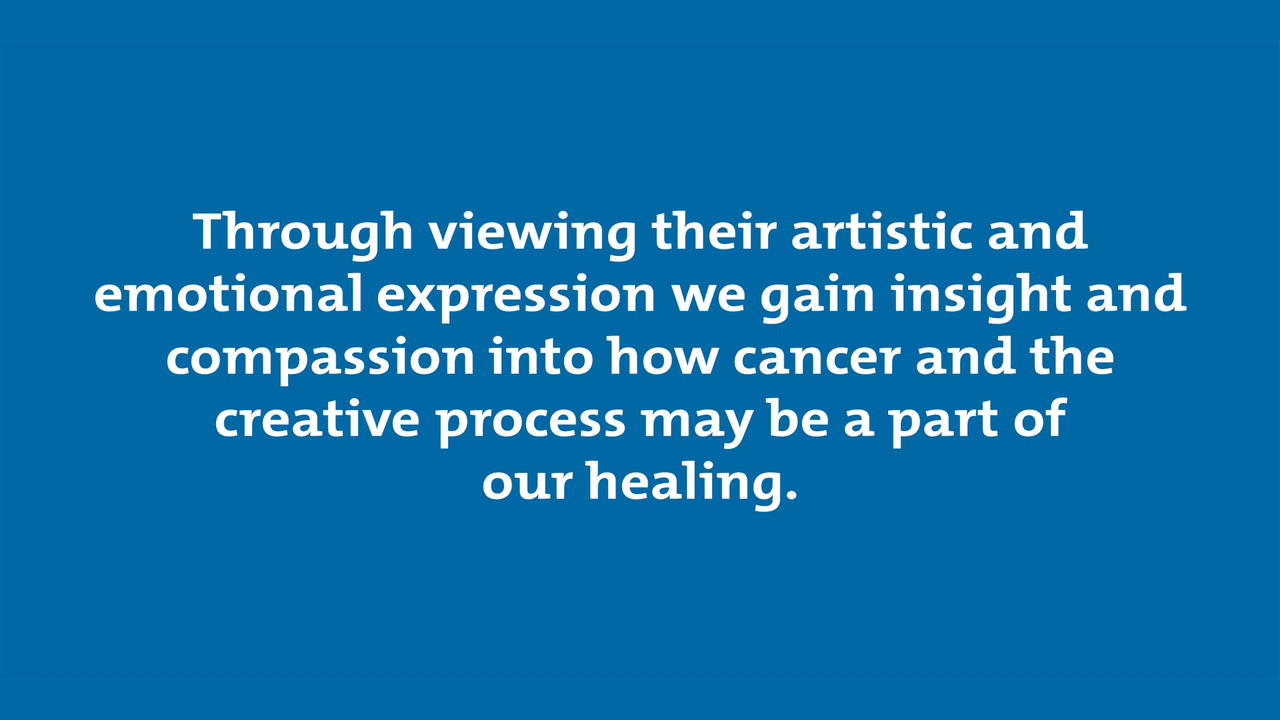 Through viewing their artistic and
emotional expression we gain insight and
compassion into how cancer and the
creative process may be a part of
our healing.